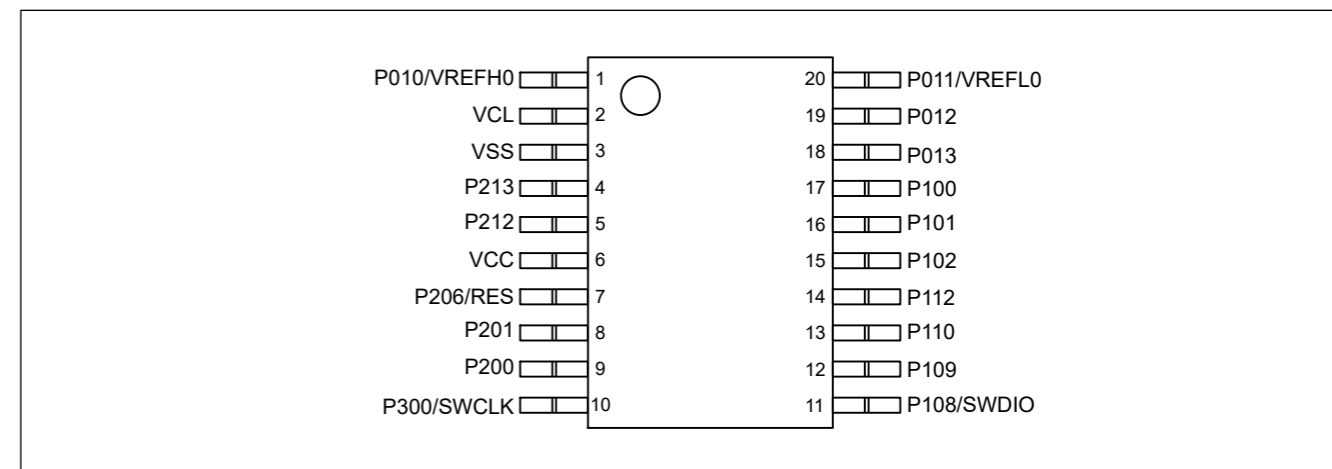 P010/VREFH0 1 20 P011/VREFL0
VCL 2 19 P012
VSS 3 18 P013
P213 4 17 P100
P212 5 16 P101
VCC 6 15 P102
P206/RES 7 14 P112
P201 8 13 P110
P200 9 12 P109
P300/SWCLK 10 11 P108/SWDIO